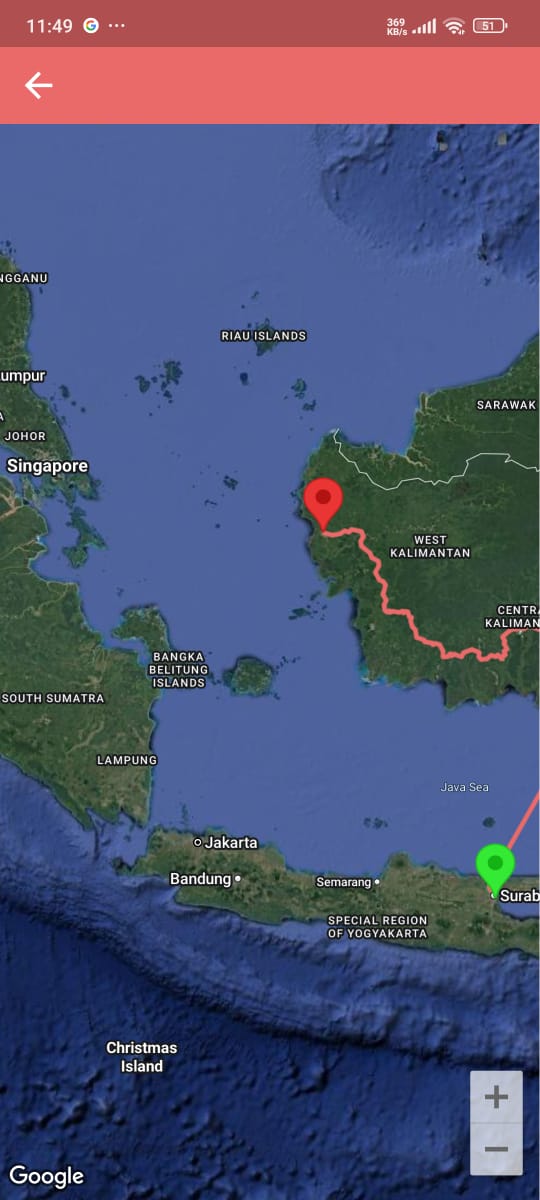 11:49
369
KB/s
51
NGGANU
RIAU ISLANDS
umpur
SARAWAK
A
JOHOR
Singapore
WEST
KALIMANTAN
CENTRA
KALIMAN
BANGKA
BELITUNG
ISLANDS
SOUTH SUMATRA
LAMPUNG
Java Sea
Jakarta
Bandung
Semarang
Surab
SPECIAL REGION
OF YOGYAKARTA
Christmas
Island
Google